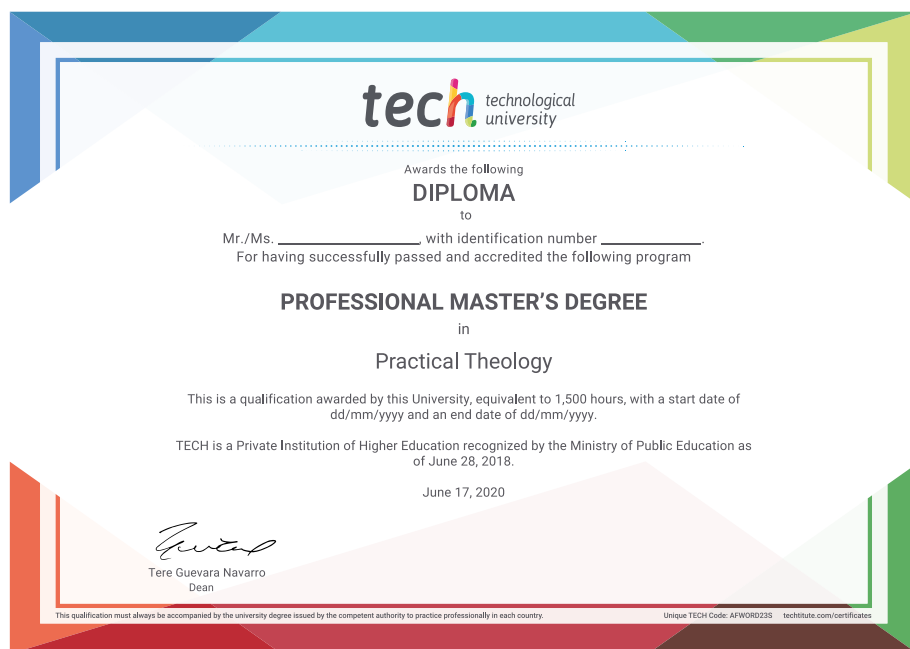 tech technological
university
Awards the following
DIPLOMA
to
Mr./Ms. ____________, with identification number ____________.
For having successfully passed and accredited the following program
PROFESSIONAL MASTER'S DEGREE
in
Practical Theology
This is a qualification awarded by this University, equivalent to 1,500 hours, with a start date of
dd/mm/yyyy and an end date of dd/mm/yyyy.
TECH is a Private Institution of Higher Education recognized by the Ministry of Public Education as
of June 28, 2018.
June 17, 2020
Tere Guevara Navarro
Dean
This qualification must always be accompanied by the university degree issued by the competent authority to practice professionally in each country.
Unique TECH Code: AFWORD23S techtitute.com/certificates